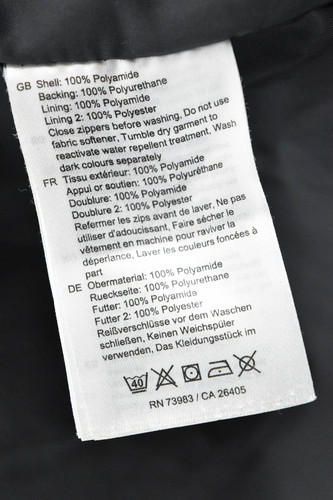 GB Shell: 100% Polyamide
Backing: 100% Polyurethane
Lining: 100% Polyamide
Lining 2: 100% Polyester
Close zippers before washing. Do not use
fabric softener. Tumble dry garment to
reactivate water repellent treatment. Wash
dark colours separately
FR Tissu extérieur: 100% Polyamide
Appui or soutien: 100% Polyuréthane
Doublure: 100% Polyamide
Doublure 2: 100% Polyester
Refermer les zips avant de laver. Ne pas
utiliser d'adoucissant. Faire sécher le
vêtement en machine pour raviver la
déperlance. Laver les couleurs foncées à
part
DE Obermaterial: 100% Polyamide
Rueckseite: 100% Polyurethane
Futter: 100% Polyamide
Futter 2: 100% Polyester
Reißverschlüsse vor dem Waschen
schließen. Keinen Weichspüler
verwenden. Das Kleidungsstück im
40
RN 73983 / CA 26405